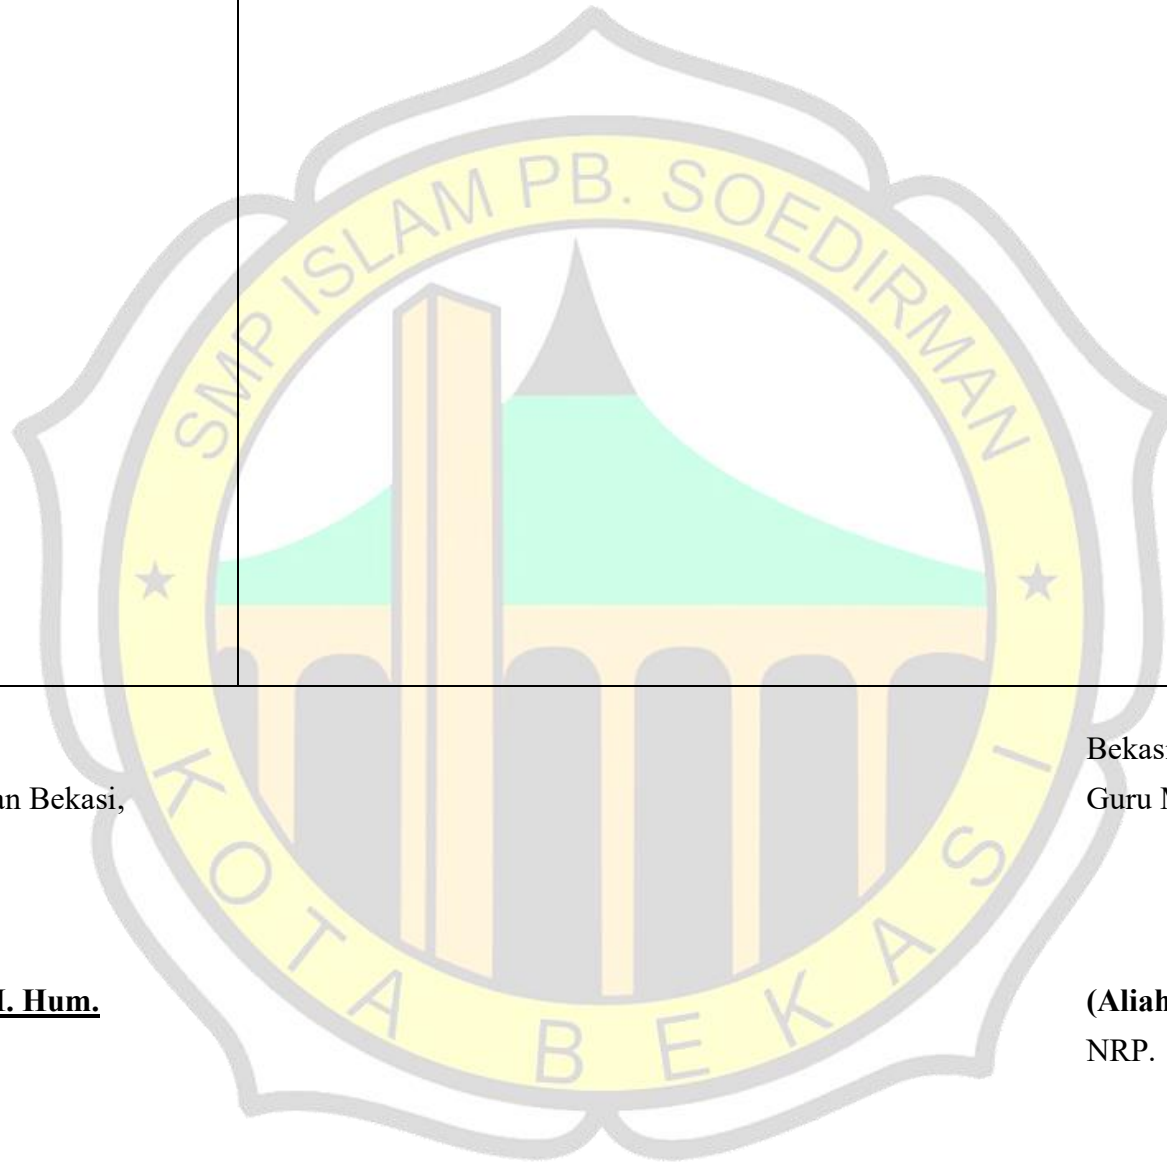 SMP ISLAM PB. SOEDIRMAN
KOTA BEKASI
Bekasi
an Bekasi,
Guru M
I. Hum.
(Aliah
NRP.